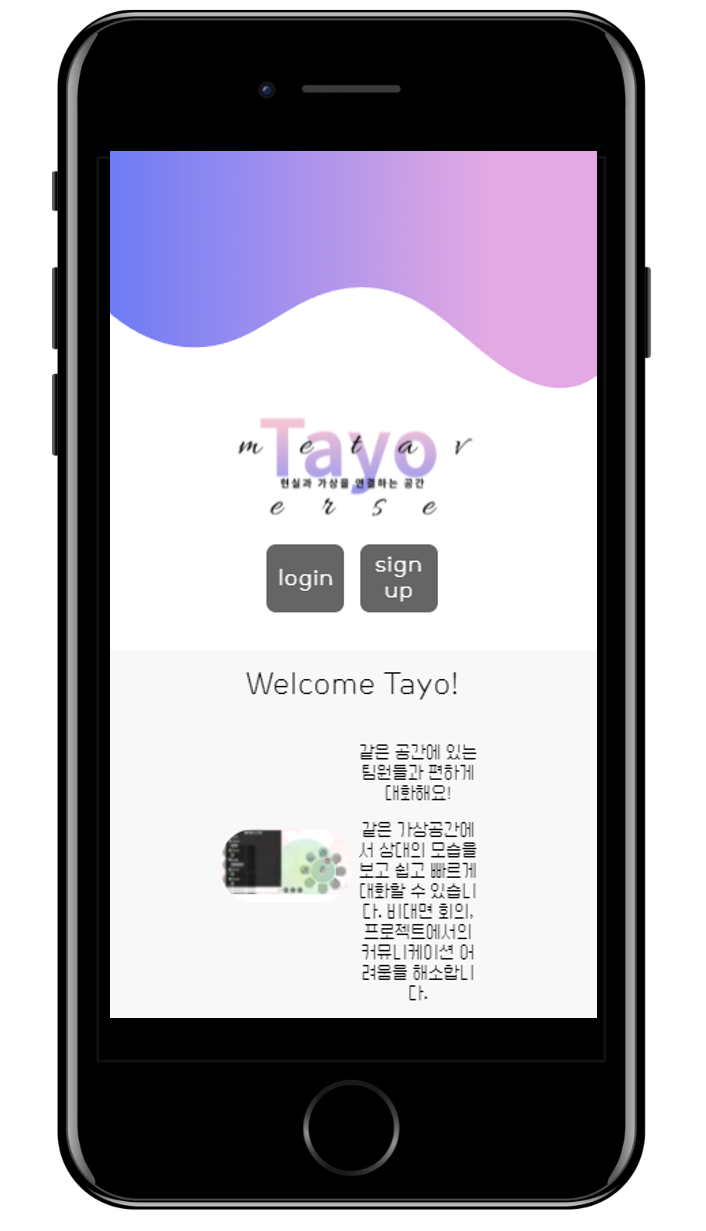 Tayo
m e t a v
현실과 가상을 연결하는 공간
e r s e
login
sign
up
Welcome Tayo!
같은 공간에 있는
팀원들과 편하게
대화해요!
같은 가상공간에
서 상대의 모습을
보고 쉽고 빠르게
대화할 수 있습니
다. 비대면 회의,
프로젝트에서의
커뮤니케이션 어
려움을 해소합니
다.